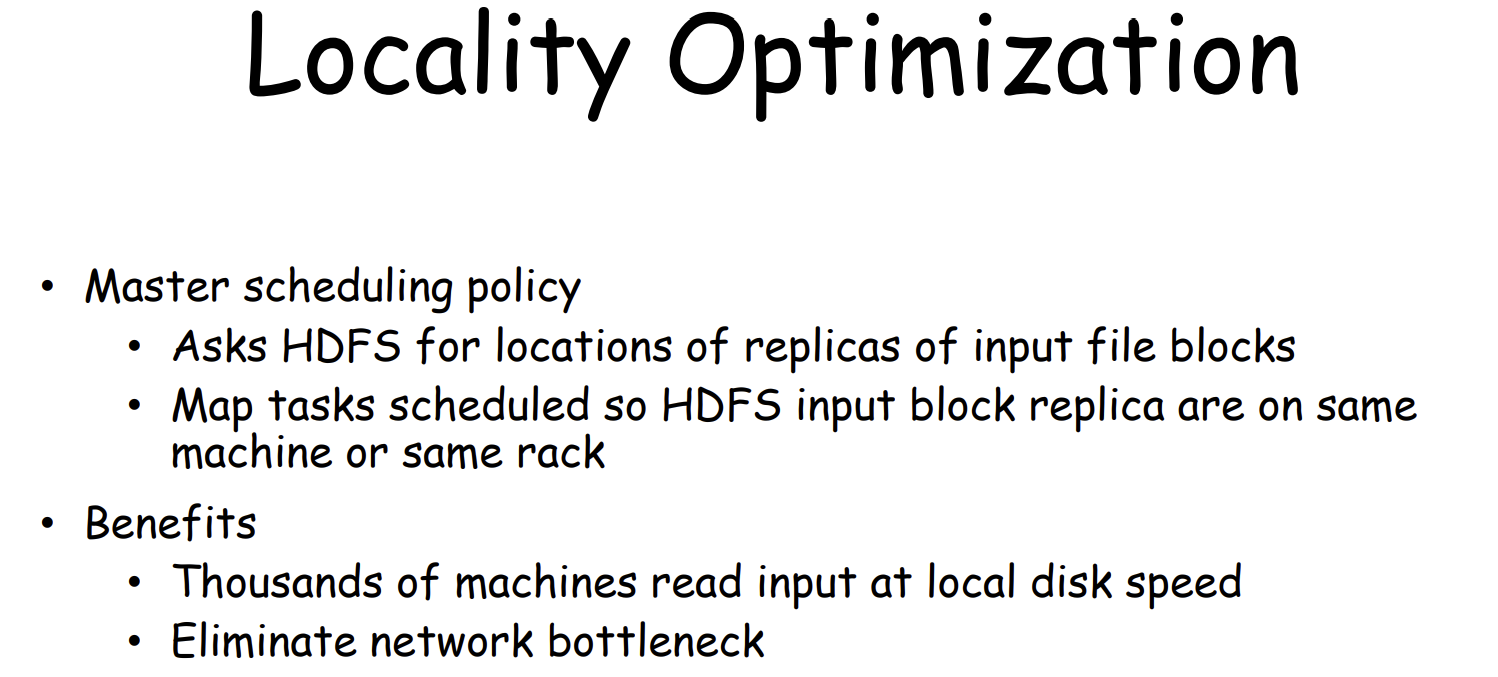 Locality Optimization
• Master scheduling policy
• Asks HDFS for locations of replicas of input file blocks
• Map tasks scheduled so HDFS input block replica are on same
machine or same rack
• Benefits
• Thousands of machines read input at local disk speed
• Eliminate network bottleneck